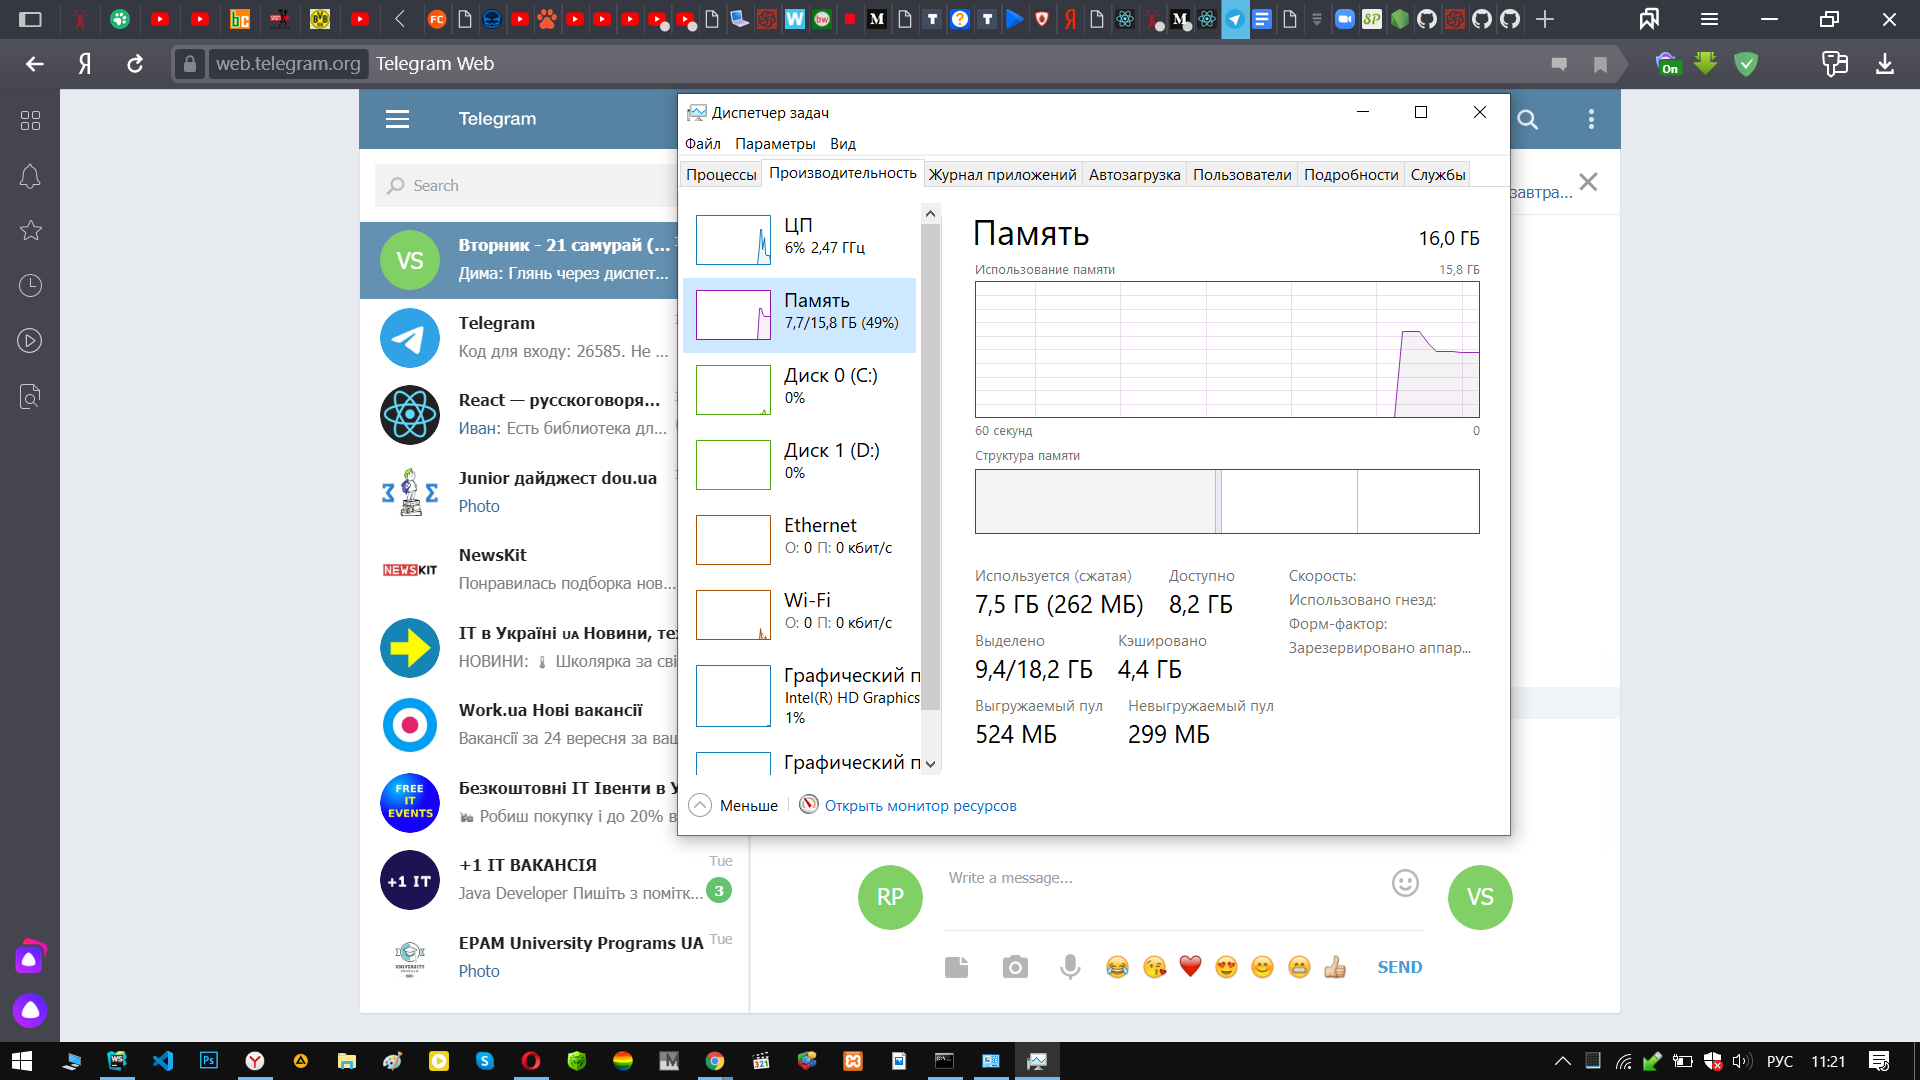 web.telegram.org Telegram Web
On
Telegram
Search
Вторник - 21 самурай (...
Дима: Глянь через диспет...
VS
Telegram
Код для входу: 26585. Не ...
React — русскоговоря...
Иван: Есть библиотека дл...
Junior дайджест dou.ua
Photo
NewsKit
Понравилась подборка нов...
NEWSKIT
IT в Україні UA Новини, тех
НОВИНИ: Школярка за сві
Work.ua Нові вакансії
Вакансії за 24 вересня за ваш
Безкоштовні IT Івенти в У
Робиш покупку і до 20% в
FREE
IT
EVENTS
+1 IT ВАКАНСІЯ
Tue
Java Developer Пишіть з помітк...
3
+1 IT
EPAM University Programs UA
Tue
Photo
Диспетчер задач
Файл Параметры Вид
Процессы Производительность Журнал приложений Автозагрузка Пользователи Подробности Службы
завтра...
ЦП
6% 2,47 ГГц
Память
7,7/15,8 ГБ (49%)
Диск 0 (C:)
0%
Диск 1 (D:)
0%
Ethernet
О: 0 П: 0 кбит/с
Wi-Fi
О: 0 П: 0 кбит/с
Графический п
Intel(R) HD Graphics
1%
Графический п
Память
16,0 ГБ
Использование памяти
15,8 ГБ
60 секунд
0
Структура памяти
Используется (сжатая)
7,5 ГБ (262 МБ)
Доступно
8,2 ГБ
Выделено
9,4/18,2 ГБ
Кэшировано
4,4 ГБ
Выгружаемый пул
524 МБ
Невыгружаемый пул
299 МБ
Скорость:
Использовано гнезд:
Форм-фактор:
Зарезервировано аппар...
Меньше
Открыть монитор ресурсов
RP
Write a message...
VS
SEND
РУС
11:21